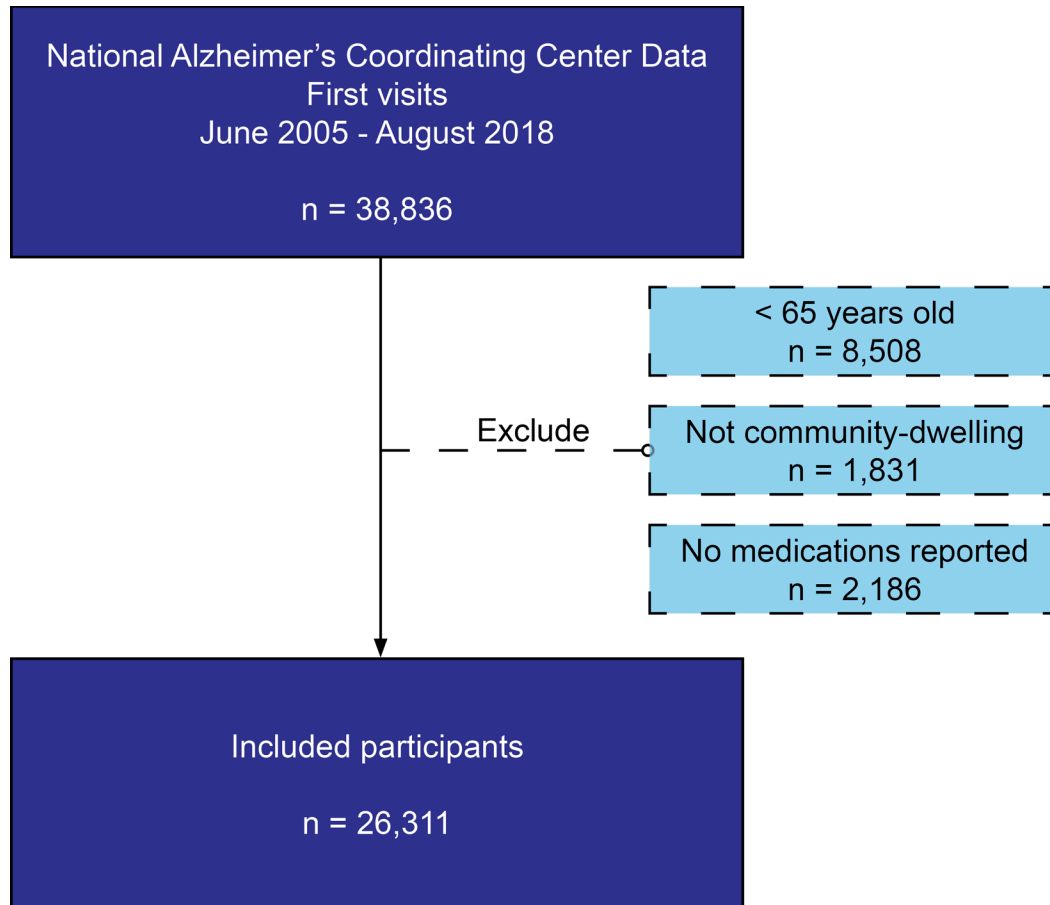 National Alzheimer’s Coordinating Center Data
First visits
June 2005 - August 2018
n = 38,836
< 65 years old
n = 8,508
Exclude
Not community-dwelling
n = 1,831
No medications reported
n = 2,186
Included participants
n = 26,311